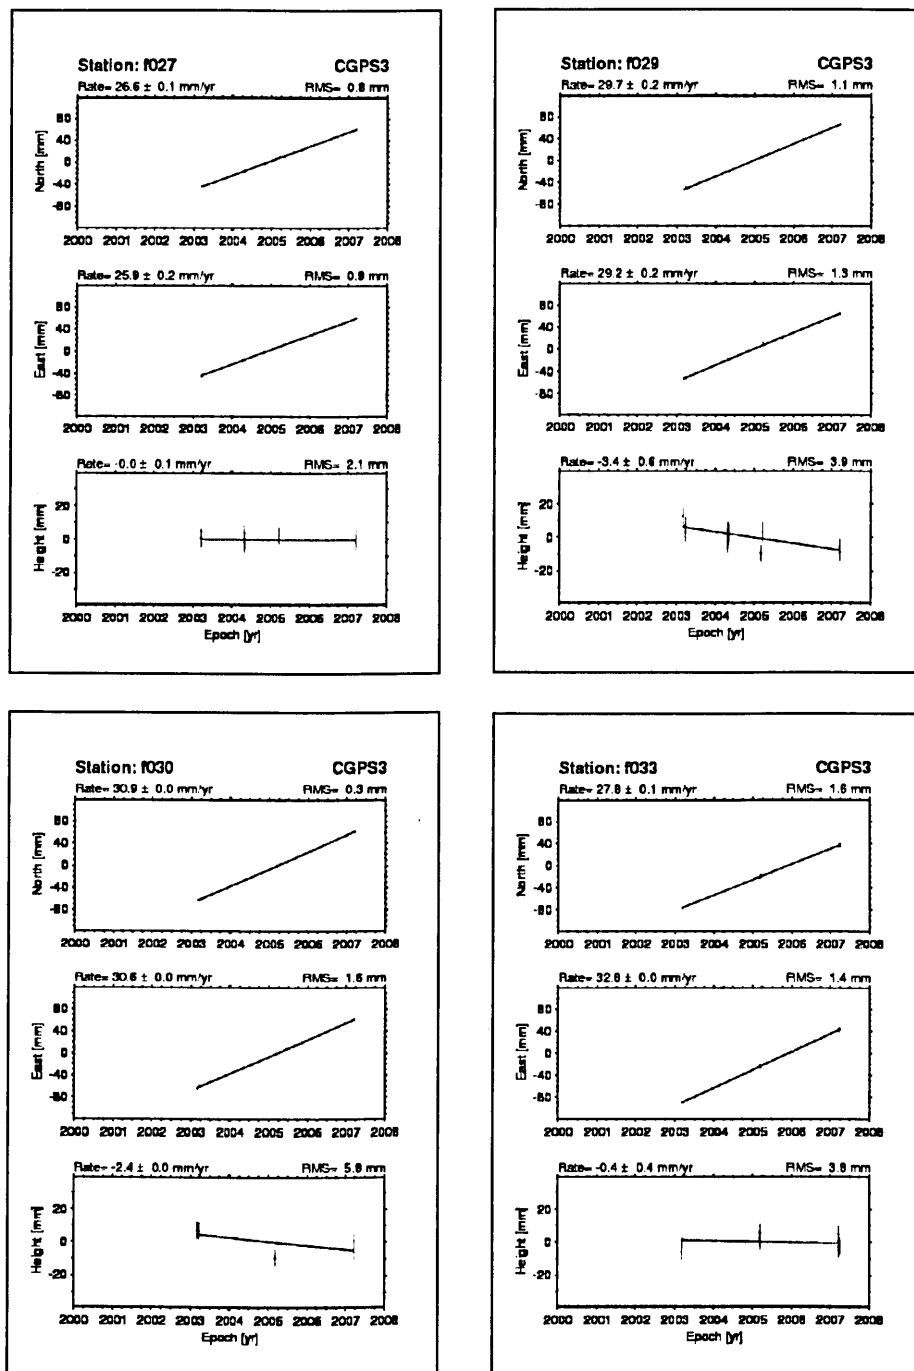 Station: f027 CGPS3
Rate= 26.6 ± 0.1 mm/yr RMS= 0.8 mm
North [mm]
80
40
0
-40
-80
2000 2001 2002 2003 2004 2005 2006 2007 2008
Rate= 25.9 ± 0.2 mm/yr RMS= 0.9 mm
East [mm]
80
40
0
-40
-80
2000 2001 2002 2003 2004 2005 2006 2007 2008
Rate= -0.0 ± 0.1 mm/yr RMS= 2.1 mm
Height [mm]
20
0
-20
2000 2001 2002 2003 2004 2005 2006 2007 2008
Epoch [yr]
Station: f029 CGPS3
Rate= 29.7 ± 0.2 mm/yr RMS= 1.1 mm
North [mm]
80
40
0
-40
-80
2000 2001 2002 2003 2004 2005 2006 2007 2008
Rate= 29.2 ± 0.2 mm/yr RMS= 1.3 mm
East [mm]
80
40
0
-40
-80
2000 2001 2002 2003 2004 2005 2006 2007 2008
Rate= -3.4 ± 0.6 mm/yr RMS= 3.9 mm
Height [mm]
20
0
-20
2000 2001 2002 2003 2004 2005 2006 2007 2008
Epoch [yr]
Station: f030 CGPS3
Rate= 30.9 ± 0.0 mm/yr RMS= 0.3 mm
North [mm]
80
40
0
-40
-80
2000 2001 2002 2003 2004 2005 2006 2007 2008
Rate= 30.6 ± 0.0 mm/yr RMS= 1.6 mm
East [mm]
80
40
0
-40
-80
2000 2001 2002 2003 2004 2005 2006 2007 2008
Rate= -2.4 ± 0.0 mm/yr RMS= 5.8 mm
Height [mm]
20
0
-20
2000 2001 2002 2003 2004 2005 2006 2007 2008
Epoch [yr]
Station: f033 CGPS3
Rate= 27.8 ± 0.1 mm/yr RMS= 1.6 mm
North [mm]
80
40
0
-40
-80
2000 2001 2002 2003 2004 2005 2006 2007 2008
Rate= 32.8 ± 0.0 mm/yr RMS= 1.4 mm
East [mm]
80
40
0
-40
-80
2000 2001 2002 2003 2004 2005 2006 2007 2008
Rate= -0.4 ± 0.4 mm/yr RMS= 3.8 mm
Height [mm]
20
0
-20
2000 2001 2002 2003 2004 2005 2006 2007 2008
Epoch [yr]